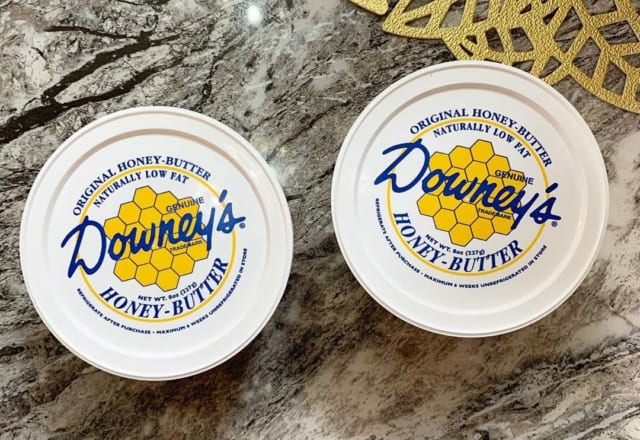 ORIGINAL HONEY-BUTTER
NATURALLY LOW FAT
GENUINE
Downey's®
TRADEMARK
NET WT. 8oz (227g)
HONEY-BUTTER
REFRIGERATE AFTER PURCHASE • MAXIMUM 6 WEEKS UNREFRIGERATED IN STORE
ORIGINAL HONEY-BUTTER
NATURALLY LOW FAT
GENUINE
Downey's®
TRADEMARK
NET WT. 8oz (227g)
HONEY-BUTTER
REFRIGERATE AFTER PURCHASE • MAXIMUM 6 WEEKS UNREFRIGERATED IN STORE